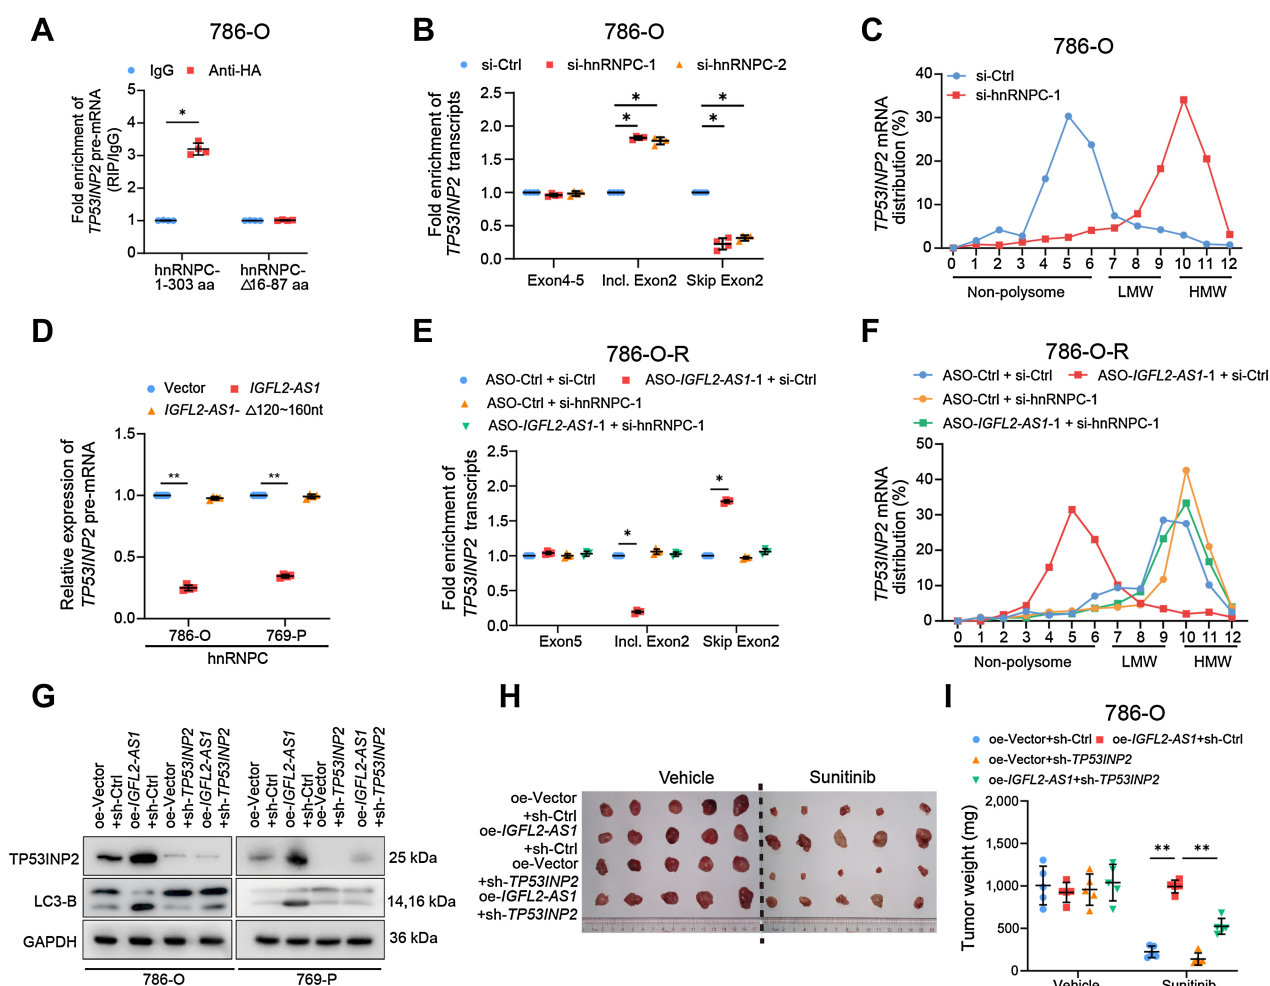 A
786-O
IgG Anti-HA
Fold enrichment of
TP53INP2 pre-mRNA
(RIP/IgG)
5
4
3
2
1
0
*
hnRNPC-
1-303 aa
hnRNPC-
Δ16-87 aa
B
786-O
si-Ctrl si-hnRNPC-1 si-hnRNPC-2
Fold enrichment of
TP53INP2 transcripts
2.5
2.0
1.5
1.0
0.5
0.0
*
*
*
*
Exon4-5 Incl. Exon2 Skip Exon2
C
786-O
si-Ctrl
si-hnRNPC-1
TP53INP2 mRNA
distribution (%)
40
30
20
10
0
0 1 2 3 4 5 6 7 8 9 10 11 12
Non-polysome LMW HMW
D
Vector IGFL2-AS1
IGFL2-AS1- Δ120~160nt
Relative expression of
TP53INP2 pre-mRNA
1.5
1.0
0.5
0.0
** **
786-O 769-P
hnRNPC
E
786-O-R
ASO-Ctrl + si-Ctrl ASO-IGFL2-AS1-1 + si-Ctrl
ASO-Ctrl + si-hnRNPC-1
ASO-IGFL2-AS1-1 + si-hnRNPC-1
Fold enrichment of
TP53INP2 transcripts
2.5
2.0
1.5
1.0
0.5
0.0
*
*
Exon5 Incl. Exon2 Skip Exon2
F
786-O-R
ASO-Ctrl + si-Ctrl ASO-IGFL2-AS1-1 + si-Ctrl
ASO-Ctrl + si-hnRNPC-1
ASO-IGFL2-AS1-1 + si-hnRNPC-1
TP53INP2 mRNA
distribution (%)
50
40
30
20
10
0
0 1 2 3 4 5 6 7 8 9 10 11 12
Non-polysome LMW HMW
G
oe-Vector
+sh-Ctrl
oe-IGFL2-AS1
+sh-Ctrl
oe-Vector
+sh-TP53INP2
oe-IGFL2-AS1
+sh-TP53INP2
oe-Vector
+sh-Ctrl
oe-IGFL2-AS1
+sh-Ctrl
oe-Vector
+sh-TP53INP2
oe-IGFL2-AS1
+sh-TP53INP2
TP53INP2 25 kDa
LC3-B 14,16 kDa
GAPDH 36 kDa
786-O 769-P
H
Vehicle Sunitinib
oe-Vector
+sh-Ctrl
oe-IGFL2-AS1
+sh-Ctrl
oe-Vector
+sh-TP53INP2
oe-IGFL2-AS1
+sh-TP53INP2
I
786-O
oe-Vector+sh-Ctrl oe-IGFL2-AS1+sh-Ctrl
oe-Vector+sh-TP53INP2
oe-IGFL2-AS1+sh-TP53INP2
Tumor weight (mg)
2,000
1,500
1,000
500
0
** **
Vehicle Sunitinib